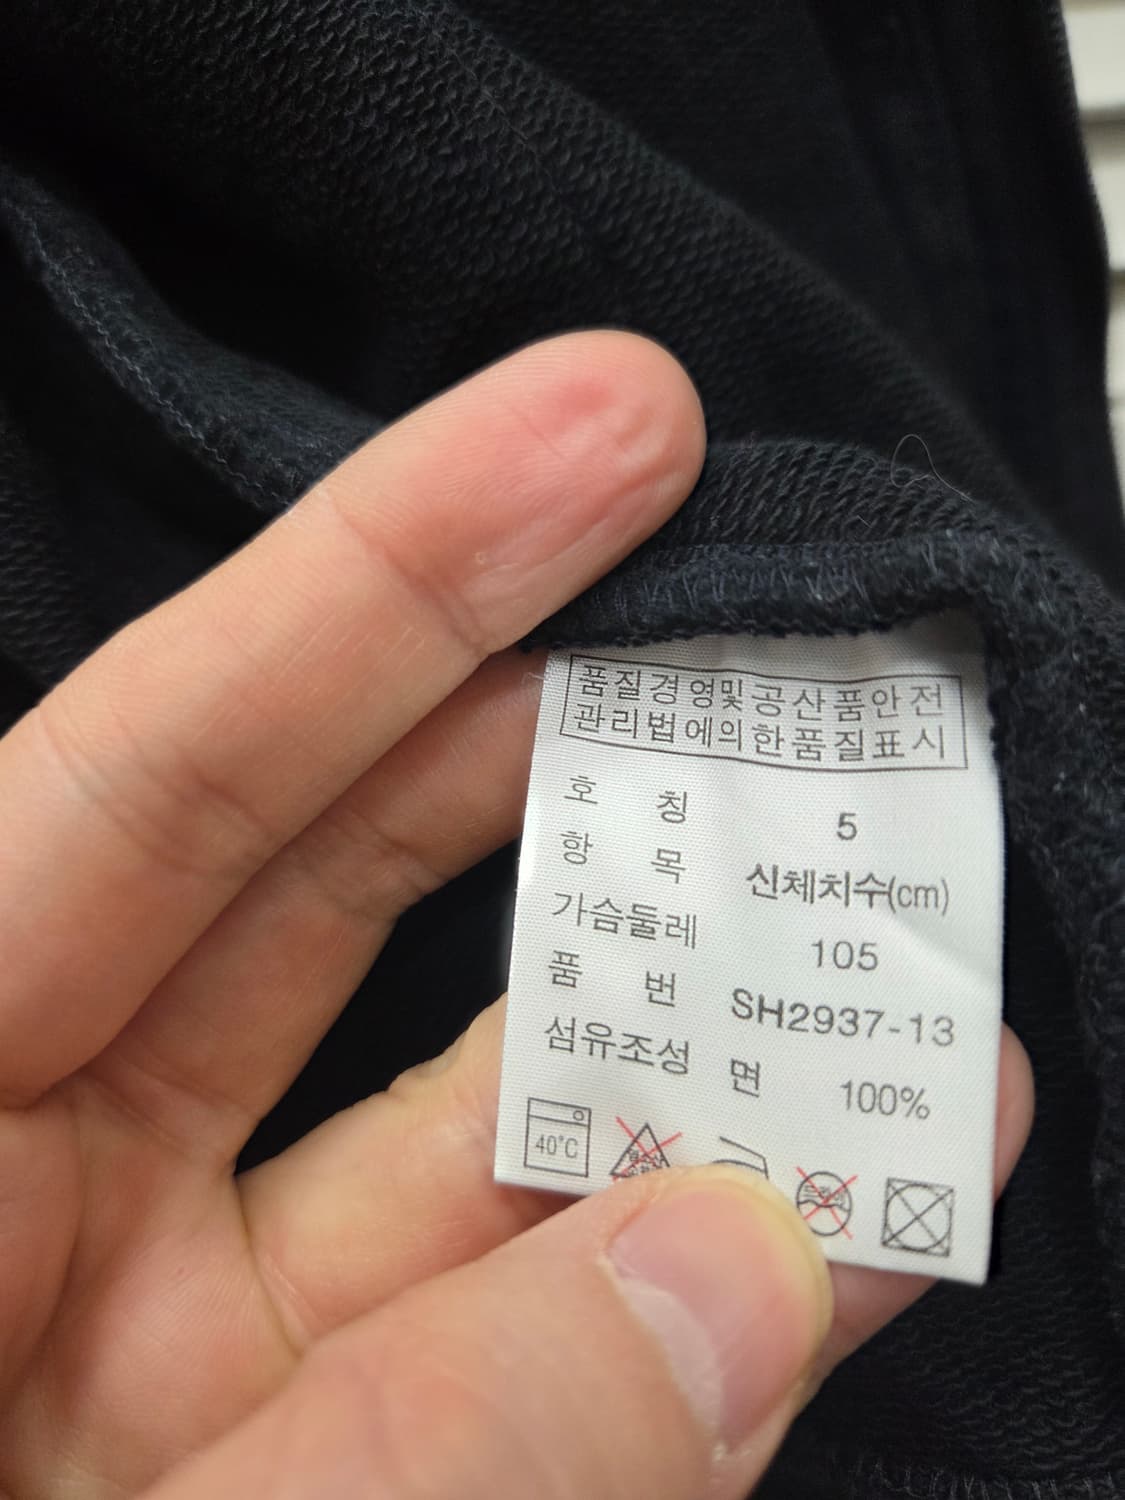 품질경영및공산품안전
관리법에의한품질표시
호 칭 5
항 목 신체치수(cm)
가슴둘레 105
품 번 SH2937-13
섬유조성 면 100%
40°C